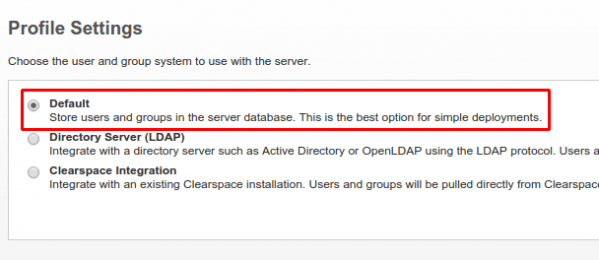 Profile Settings
Choose the user and group system to use with the server.
Default
Store users and groups in the server database. This is the best option for simple deployments.
Directory Server (LDAP)
Integrate with a directory server such as Active Directory or OpenLDAP using the LDAP protocol. Users a
Clearspace Integration
Integrate with an existing Clearspace installation. Users and groups will be pulled directly from Clearspace